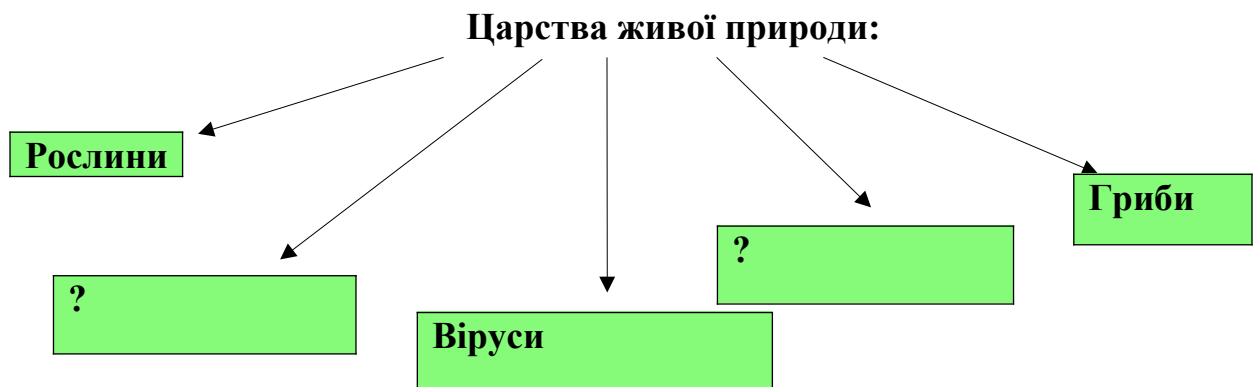 Царства живої природи:
Рослини
Гриби
?
?
Віруси